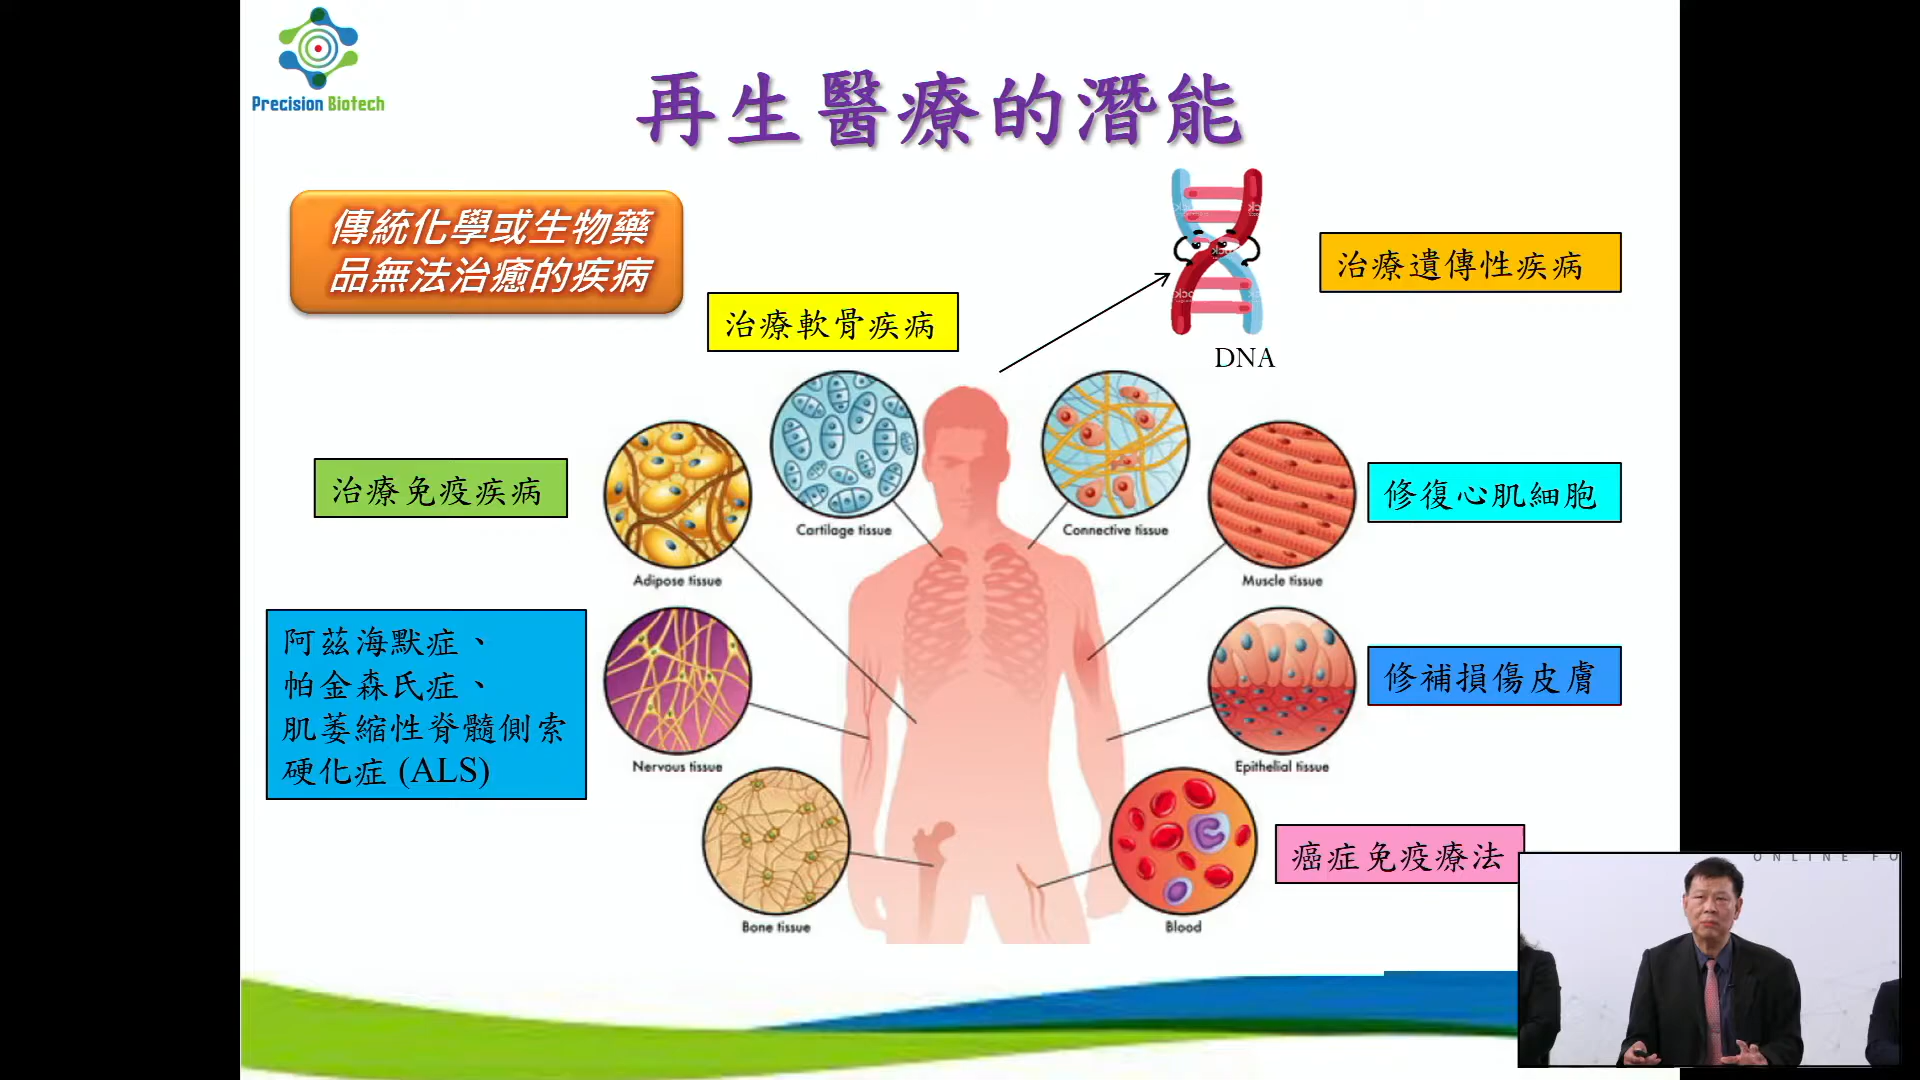 Precision Biotech
再生醫療的潛能
傳統化學或生物藥
品無法治癒的疾病
治療軟骨疾病
DNA
治療遺傳性疾病
治療免疫疾病
Adipose tissue
Cartilage tissue
Connective tissue
Muscle tissue
修復心肌細胞
阿茲海默症、
帕金森氏症、
肌萎縮性脊髓側索
硬化症 (ALS)
Nervous tissue
Epithelial tissue
修補損傷皮膚
Bone tissue
Blood
癌症免疫療法
ONLINE FO